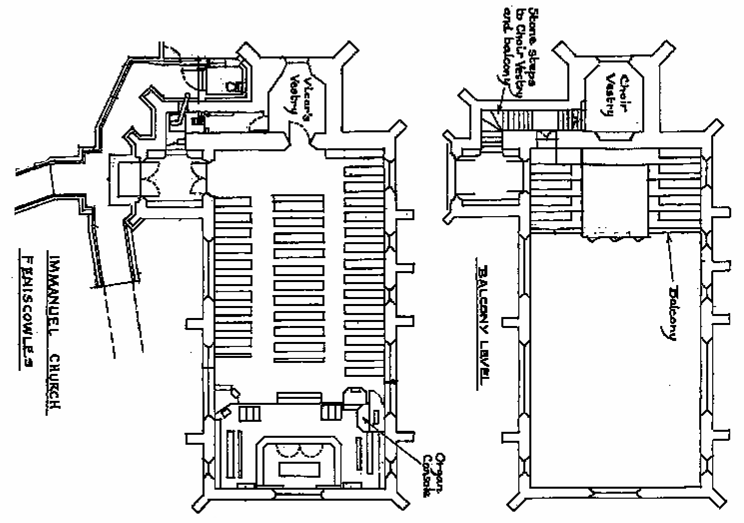 Stone Steps
to Choir Vestry
and balcony
Choir
Vestry
Vicar's
Vestry
Balcony
BALCONY LEVEL
IMMANUEL CHURCH
FENISCOWLES
Organ
Console